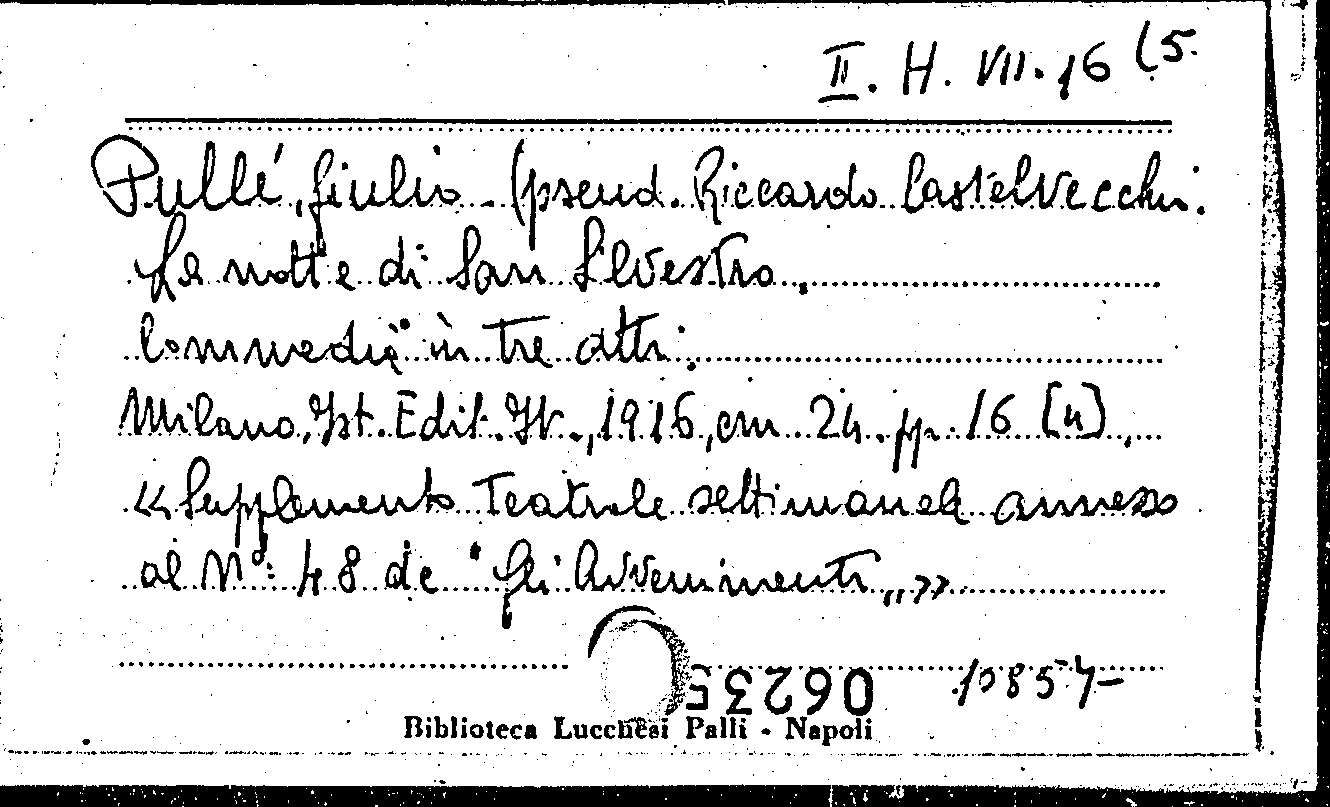 II. H. VII. 16 (5.
Pullé, Giulio. (pseud. Riccardo Castelvecchi.
La notte di San Silvestro.
Commedia in tre atti.
Milano, Ist. Edit. It., 1916, cm. 24. pp. 16 [4],
«Supplemento Teatrale settimanale annesso
al N°: 48 de "Gli Avvenimenti„»
06235
10857-
Biblioteca Lucchesi Palli - Napoli